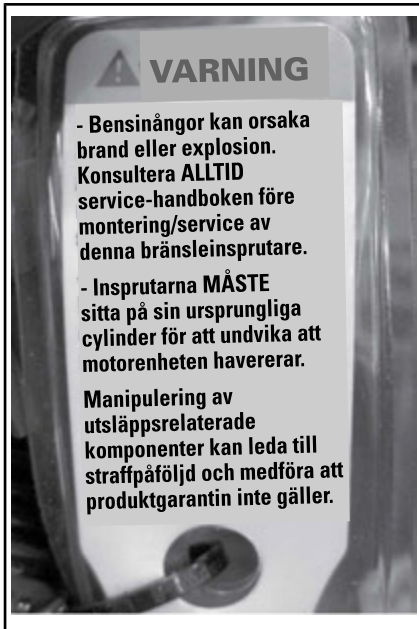 VARNING
- Bensinångor kan orsaka
brand eller explosion.
Konsultera ALLTID
service-handboken före
montering/service av
denna bränsleinsprutare.
- Insprutarna MÅSTE
sitta på sin ursprungliga
cylinder för att undvika att
motorenheten havererar.
Manipulering av
utsläppsrelaterade
komponenter kan leda till
straffpåföljd och medföra att
produktgarantin inte gäller.